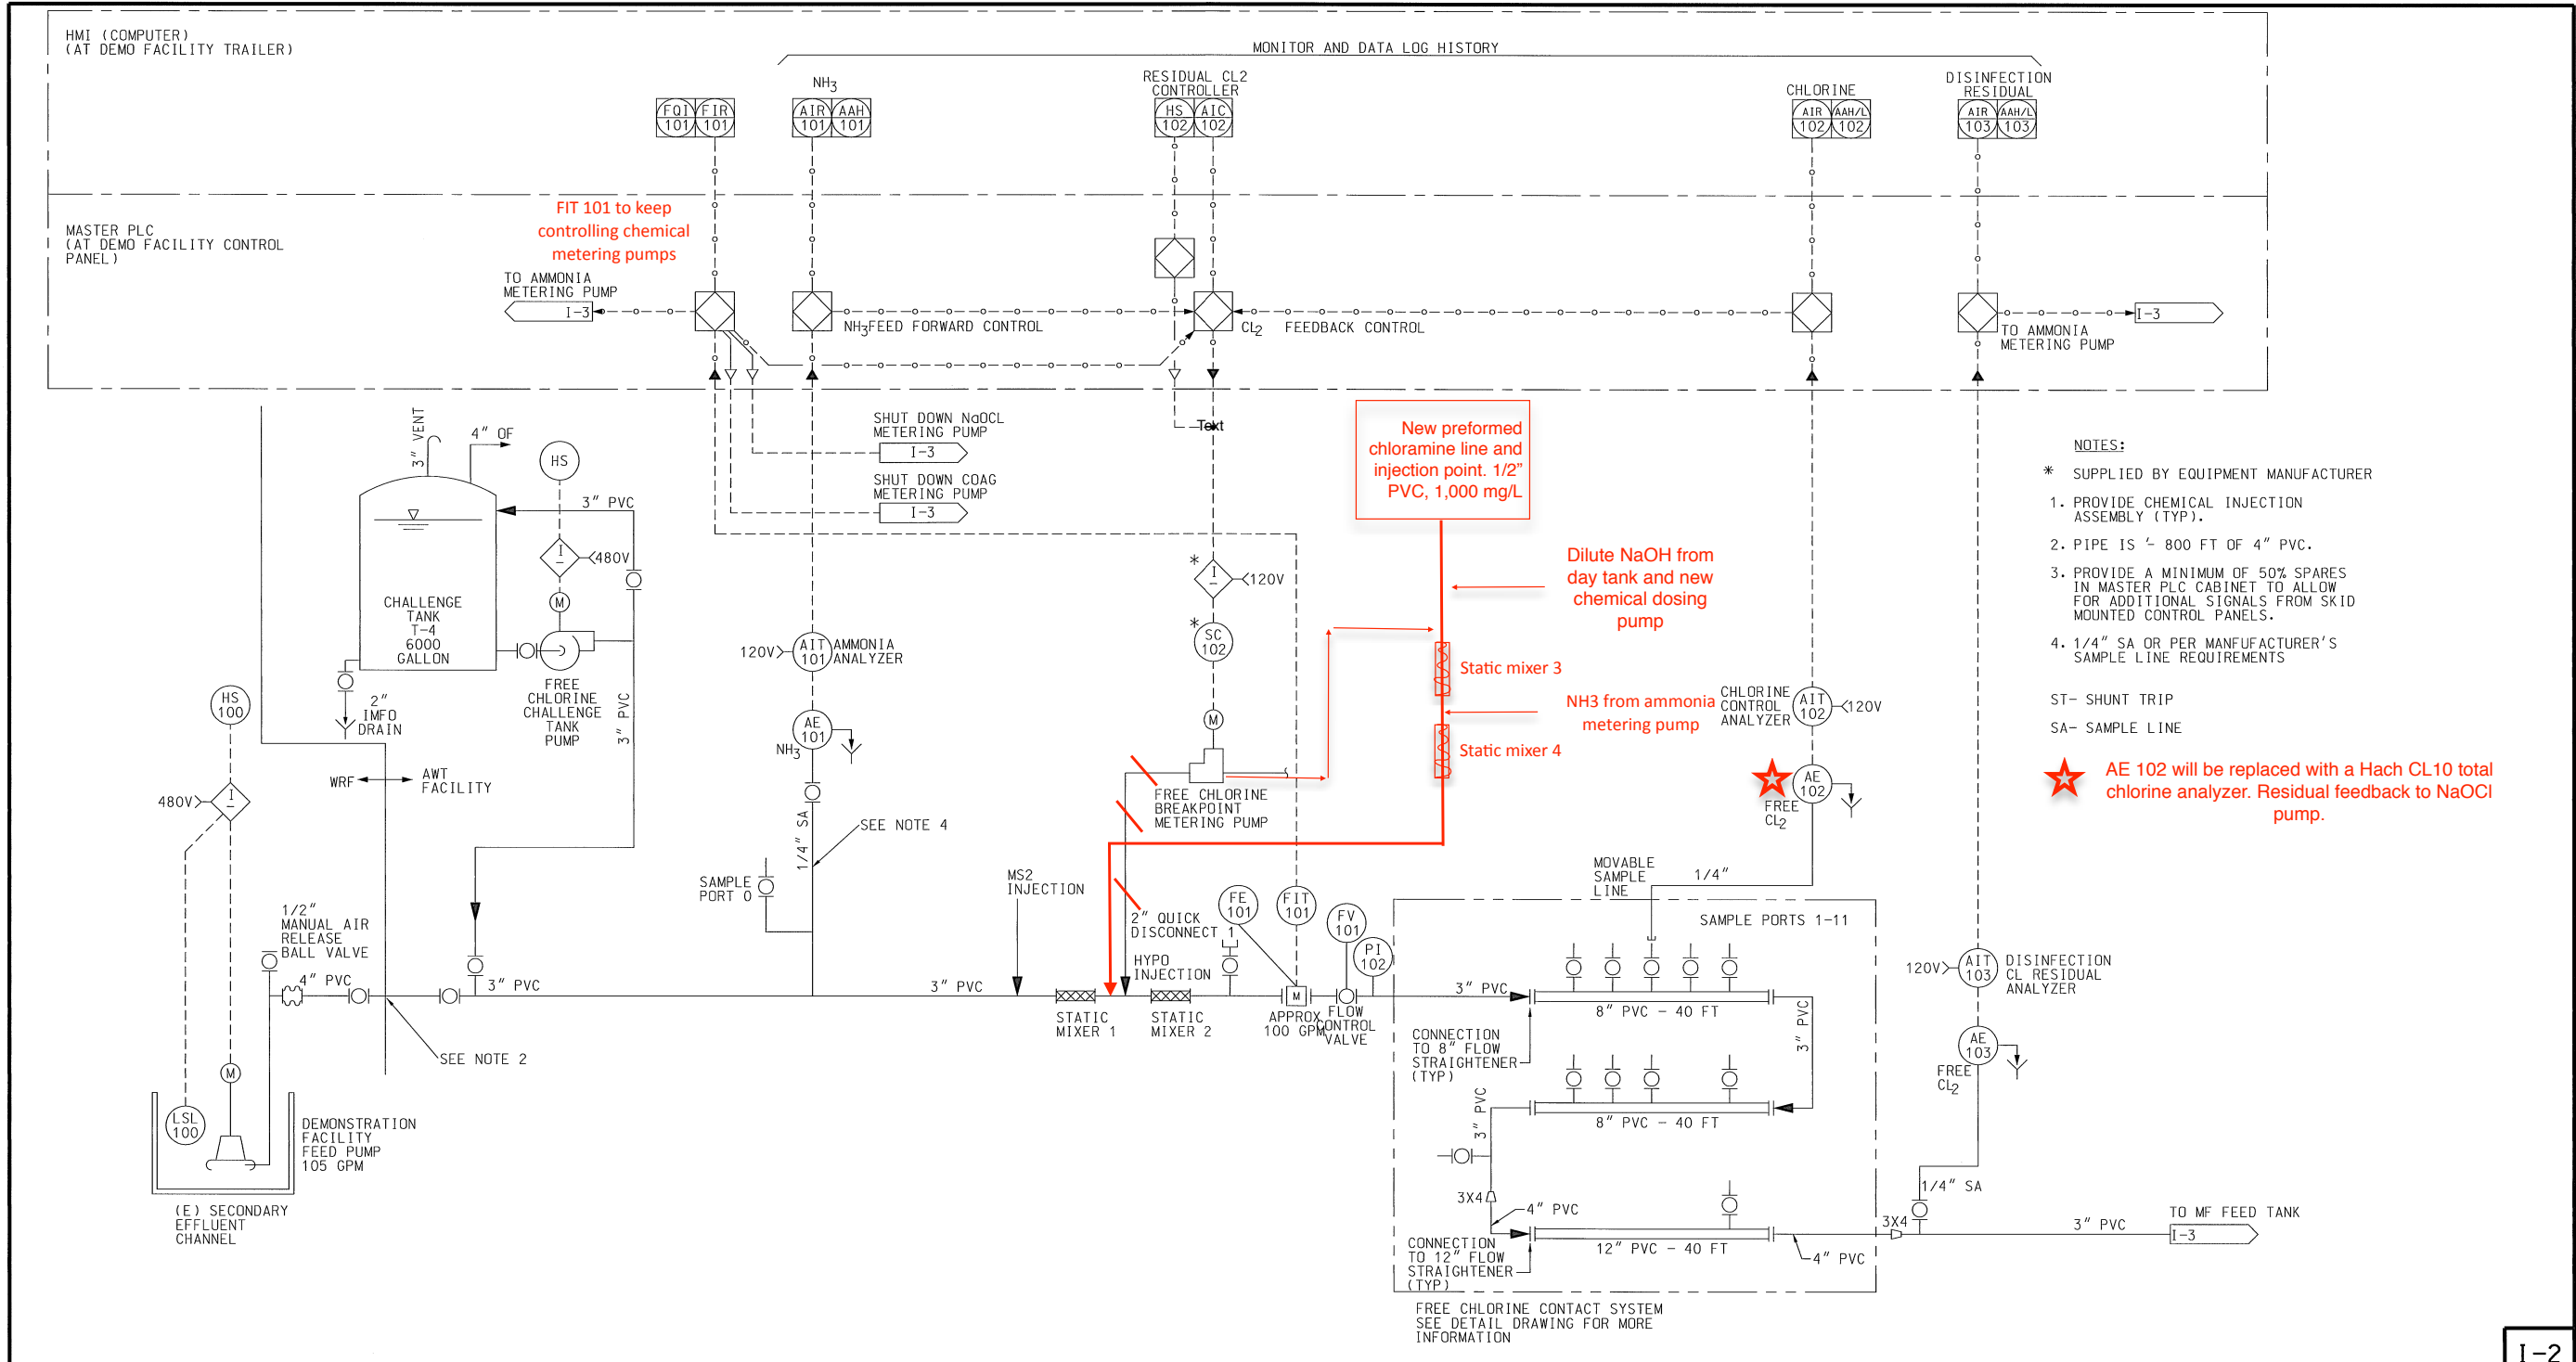 HMI (COMPUTER)
(AT DEMO FACILITY TRAILER)
MONITOR AND DATA LOG HISTORY
NH3
RESIDUAL CL2
CONTROLLER
CHLORINE
DISINFECTION
RESIDUAL
FQI 101
FIR 101
AIR 101
AAH 101
HS 102
AIC 102
AIR 102
AAH/L 102
AIR 103
AAH/L 103
MASTER PLC
(AT DEMO FACILITY CONTROL
PANEL)
FIT 101 to keep
controlling chemical
metering pumps
TO AMMONIA
METERING PUMP
I-3
NH3 FEED FORWARD CONTROL
CL2 FEEDBACK CONTROL
I-3
TO AMMONIA
METERING PUMP
3" VENT
4" OF
HS
3" PVC
I
480V
M
CHALLENGE
TANK
T-4
6000
GALLON
2"
IMFO
DRAIN
FREE
CHLORINE
CHALLENGE
TANK
PUMP
3" PVC
SHUT DOWN NaOCL
METERING PUMP
I-3
SHUT DOWN COAG
METERING PUMP
I-3
Text
New preformed
chloramine line and
injection point. 1/2"
PVC, 1,000 mg/L
Dilute NaOH from
day tank and new
chemical dosing
pump
Static mixer 3
NH3 from ammonia
metering pump
Static mixer 4
NOTES:
* SUPPLIED BY EQUIPMENT MANUFACTURER
1. PROVIDE CHEMICAL INJECTION
ASSEMBLY (TYP).
2. PIPE IS '- 800 FT OF 4" PVC.
3. PROVIDE A MINIMUM OF 50% SPARES
IN MASTER PLC CABINET TO ALLOW
FOR ADDITIONAL SIGNALS FROM SKID
MOUNTED CONTROL PANELS.
4. 1/4" SA OR PER MANFUFACTURER'S
SAMPLE LINE REQUIREMENTS
ST- SHUNT TRIP
SA- SAMPLE LINE
AE 102 will be replaced with a Hach CL10 total
chlorine analyzer. Residual feedback to NaOCl
pump.
HS 100
480V
I
WRF
AWT
FACILITY
120V
AIT 101
AMMONIA
ANALYZER
AE 101
NH3
1/4" SA
SEE NOTE 4
SAMPLE
PORT 0
*
I
120V
*
SC 102
M
FREE CHLORINE
BREAKPOINT
METERING PUMP
CHLORINE
CONTROL
ANALYZER
AIT 102
120V
AE 102
FREE
CL2
1/2"
MANUAL AIR
RELEASE
BALL VALVE
4" PVC
3" PVC
SEE NOTE 2
M
LSL 100
DEMONSTRATION
FACILITY
FEED PUMP
105 GPM
(E) SECONDARY
EFFLUENT
CHANNEL
MS2
INJECTION
3" PVC
STATIC
MIXER 1
HYPO
INJECTION
STATIC
MIXER 2
2" QUICK
DISCONNECT 1
FE 101
FIT 101
FV 101
PI 102
M
APPROX
100 GPM
FLOW
CONTROL
VALVE
MOVABLE
SAMPLE
LINE
1/4"
SAMPLE PORTS 1-11
3" PVC
8" PVC - 40 FT
3" PVC
CONNECTION
TO 8" FLOW
STRAIGHTENER
(TYP)
8" PVC - 40 FT
3" PVC
3X4
4" PVC
12" PVC - 40 FT
CONNECTION
TO 12" FLOW
STRAIGHTENER
(TYP)
4" PVC
FREE CHLORINE CONTACT SYSTEM
SEE DETAIL DRAWING FOR MORE
INFORMATION
120V
AIT 103
DISINFECTION
CL RESIDUAL
ANALYZER
AE 103
FREE
CL2
1/4" SA
3X4
3" PVC
TO MF FEED TANK
I-3
I-2